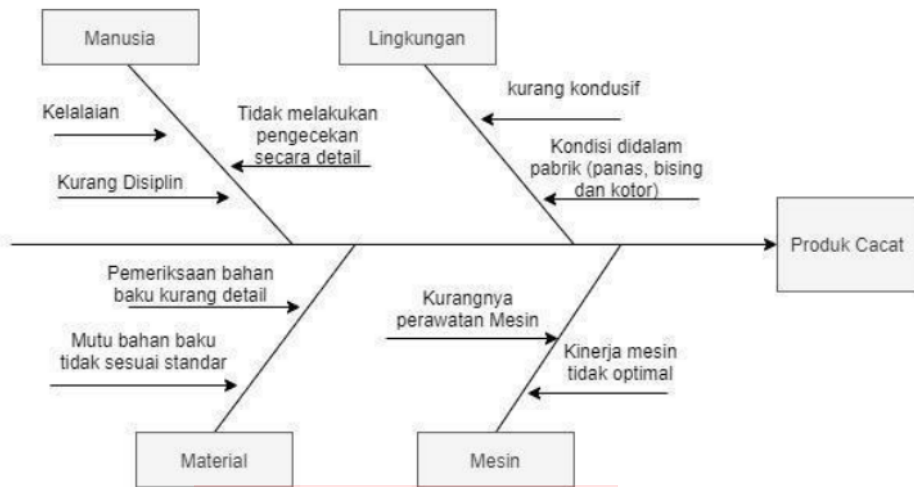 Manusia
Lingkungan
Kelalaian
Tidak melakukan
pengecekan
secara detail
Kurang Disiplin
kurang kondusif
Kondisi didalam
pabrik (panas, bising
dan kotor)
Produk Cacat
Pemeriksaan bahan
baku kurang detail
Mutu bahan baku
tidak sesuai standar
Kurangnya
perawatan Mesin
Kinerja mesin
tidak optimal
Material
Mesin